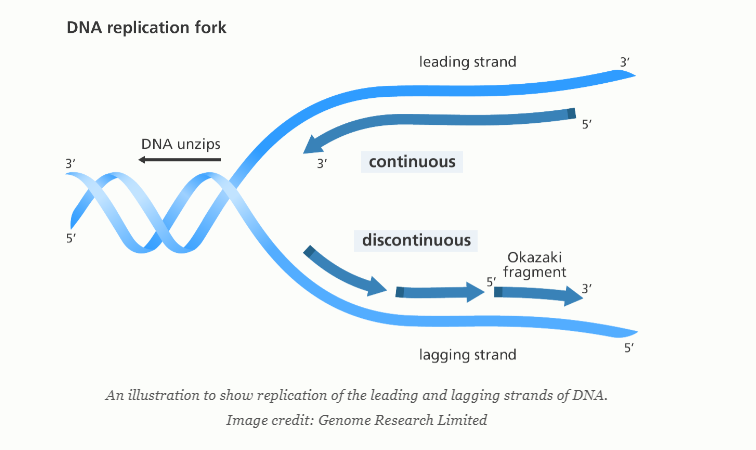 DNA replication fork
leading strand
3′
DNA unzips
5′
3′
3′
continuous
5′
discontinuous
Okazaki
fragment
5′
3′
lagging strand
5′
An illustration to show replication of the leading and lagging strands of DNA.
Image credit: Genome Research Limited